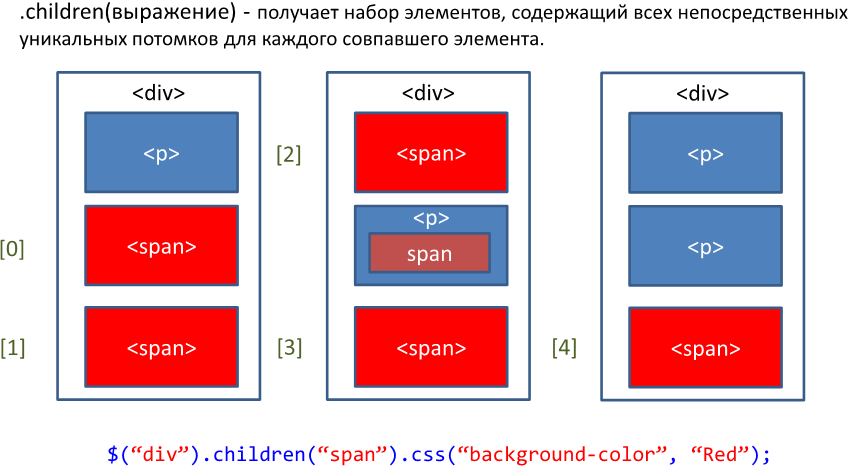 .children(выражение) - получает набор элементов, содержащий всех непосредственных
уникальных потомков для каждого совпавшего элемента.
<div> <div> <div>
<p> [2] <span> <p>
[0] <span> <p> span <p>
[1] <span> [3] <span> [4] <span>
$(“div”).children(“span”).css(“background-color”, “Red”);